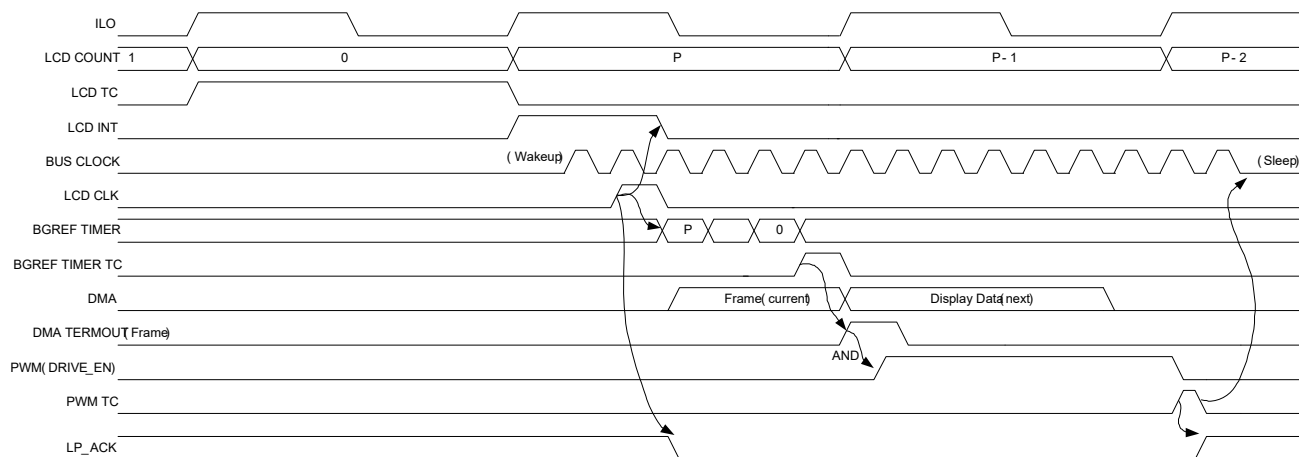 ILO
LCD COUNT 1 0 P P- 1 P- 2
LCD TC
LCD INT
BUS CLOCK ( Wakeup) ( Sleep)
LCD CLK
BGREF TIMER P 0
BGREF TIMER TC
DMA Frame( current) Display Data(next)
DMA TERMOUT(Frame)
AND
PWM( DRIVE_EN)
PWM TC
LP_ACK